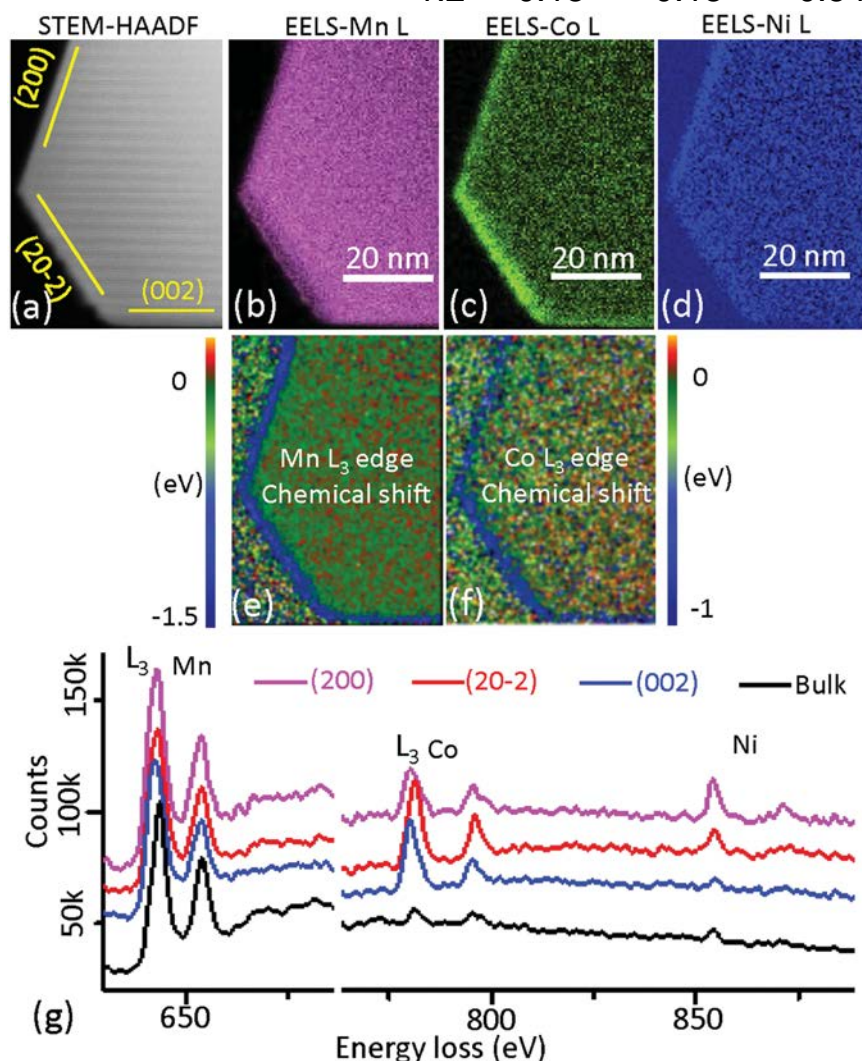 STEM-HAADF EELS-Mn L EELS-Co L EELS-Ni L
(200)
(20-2)
(002)
(a)
20 nm
(b)
20 nm
(c)
20 nm
(d)
0
(eV)
-1.5
Mn L₃ edge
Chemical shift
(e)
Co L₃ edge
Chemical shift
(f)
0
(eV)
-1
L₃ Mn
(200) (20-2) (002) Bulk
L₃ Co
Ni
150k
100k
50k
Counts
(g)
650 800 850
Energy loss (eV)